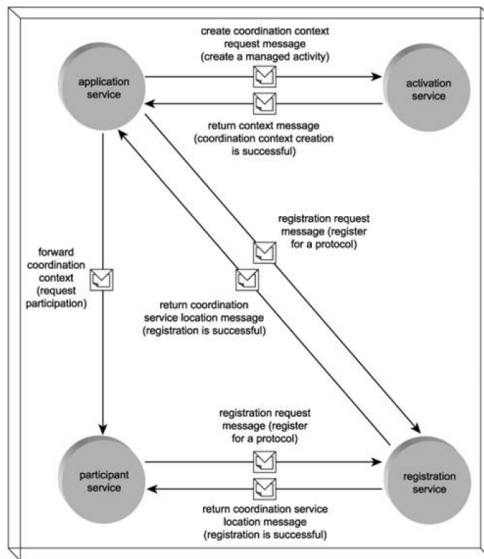 create coordination context
request message
(create a managed activity)
application
service
activation
service
return context message
(coordination context creation
is successful)
registration request
message (register
for a protocol)
forward
coordination
context
(request
participation)
return coordination
service location message
(registration is successful)
registration request
message (register
for a protocol)
participant
service
registration
service
return coordination service
location message
(registration is successful)